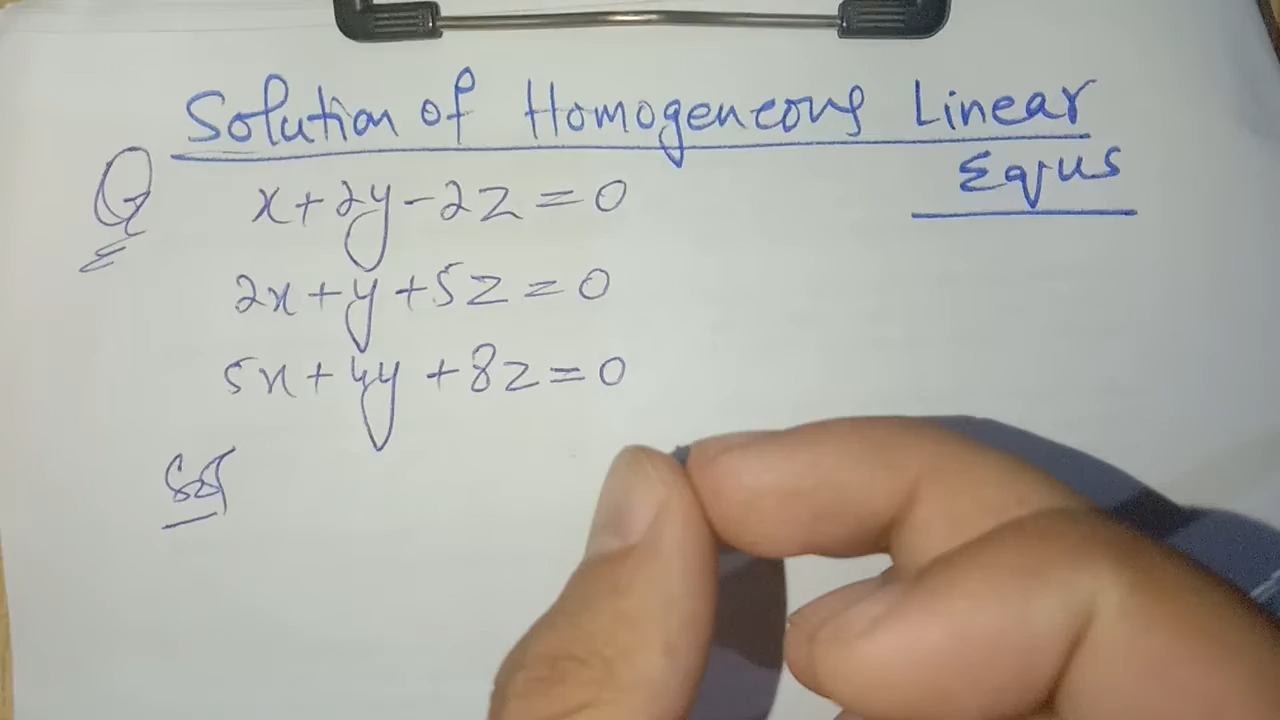 Solution of Homogeneous Linear
Equs
Q x+2y-2z=0
2x+y+5z=0
5x+4y+8z=0
Sol